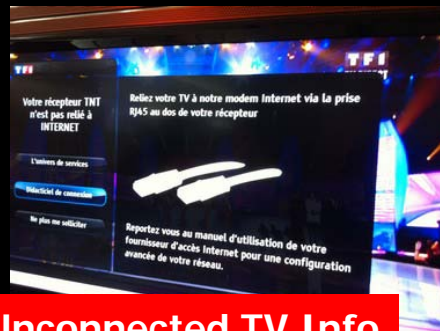 TF1
TF1
Votre récepteur TNT
n'est pas relié à
INTERNET
L'univers de services
Didacticiel de connexion
Ne plus me solliciter
Reliez votre TV à notre modem Internet via la prise
RJ45 au dos de votre récepteur
Reportez vous au manuel d'utilisation de votre
fournisseur d'accès Internet pour une configuration
avancée de votre réseau.
TV Info